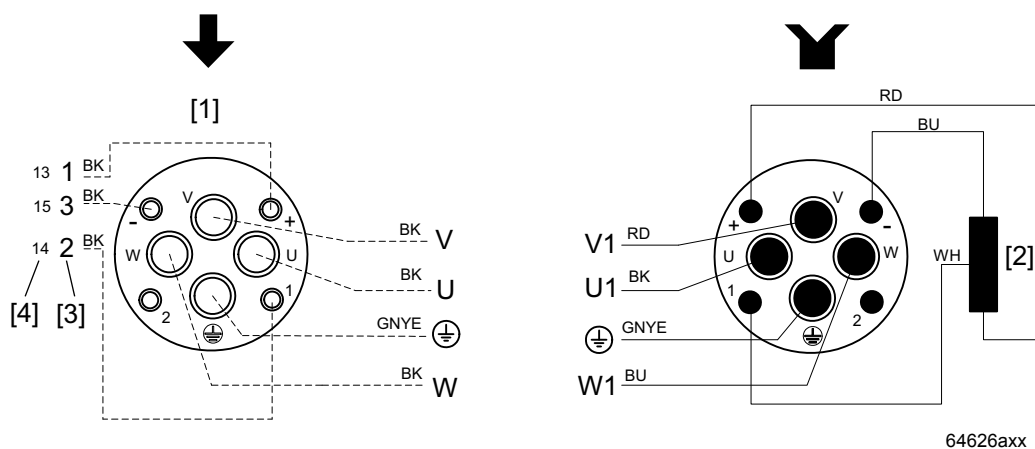 [1]
13 1 BK
15 3 BK
14 2 BK
[4] [3]
V
+
-
W
U
1
2
BK V
BK U
GNYE
BK W
RD
BU
V
+
-
U
W
1
2
V1 RD
U1 BK
GNYE
W1 BU
WH
[2]
64626axx